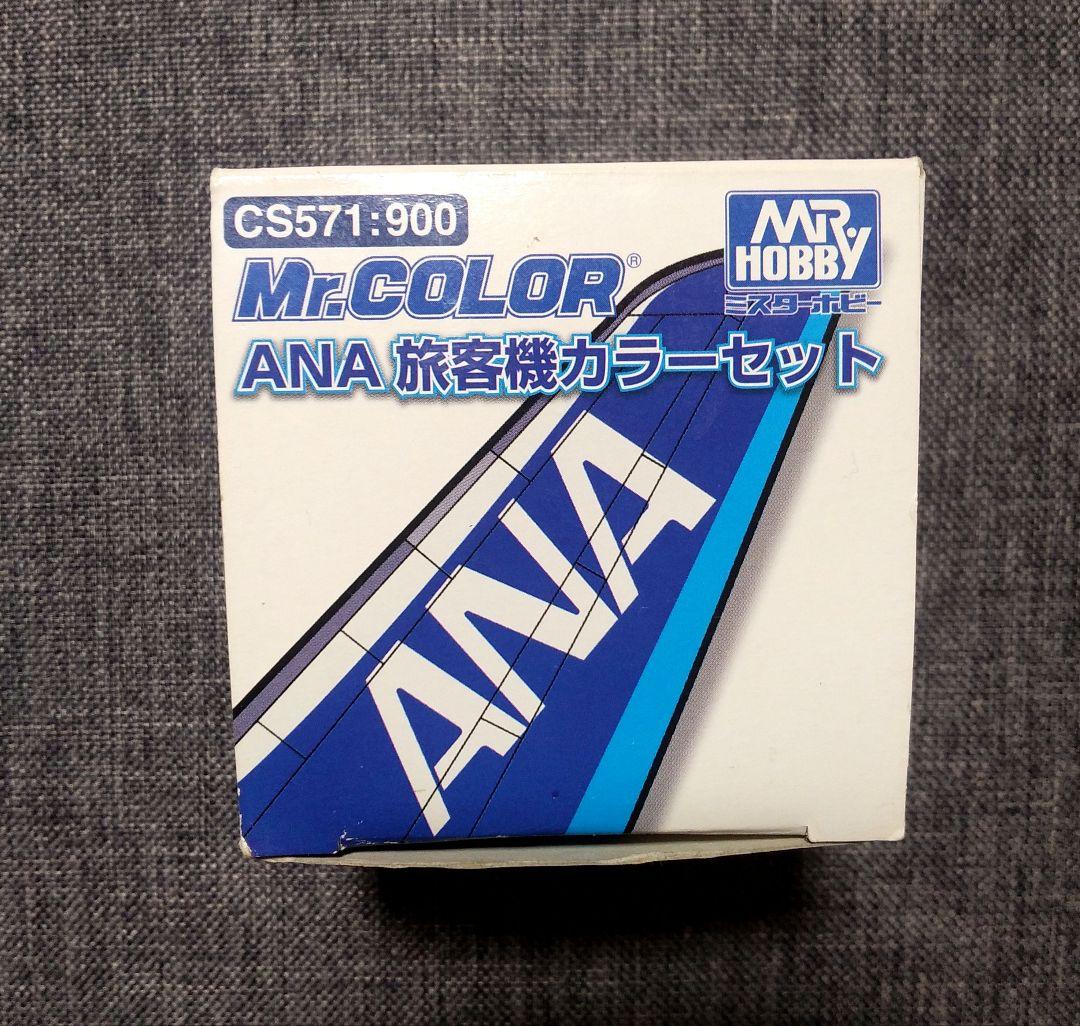 CS571:900
Mr.COLOR®
MR.
HOBBY
ミスターホビー
ANA 旅客機カラーセット
ANA